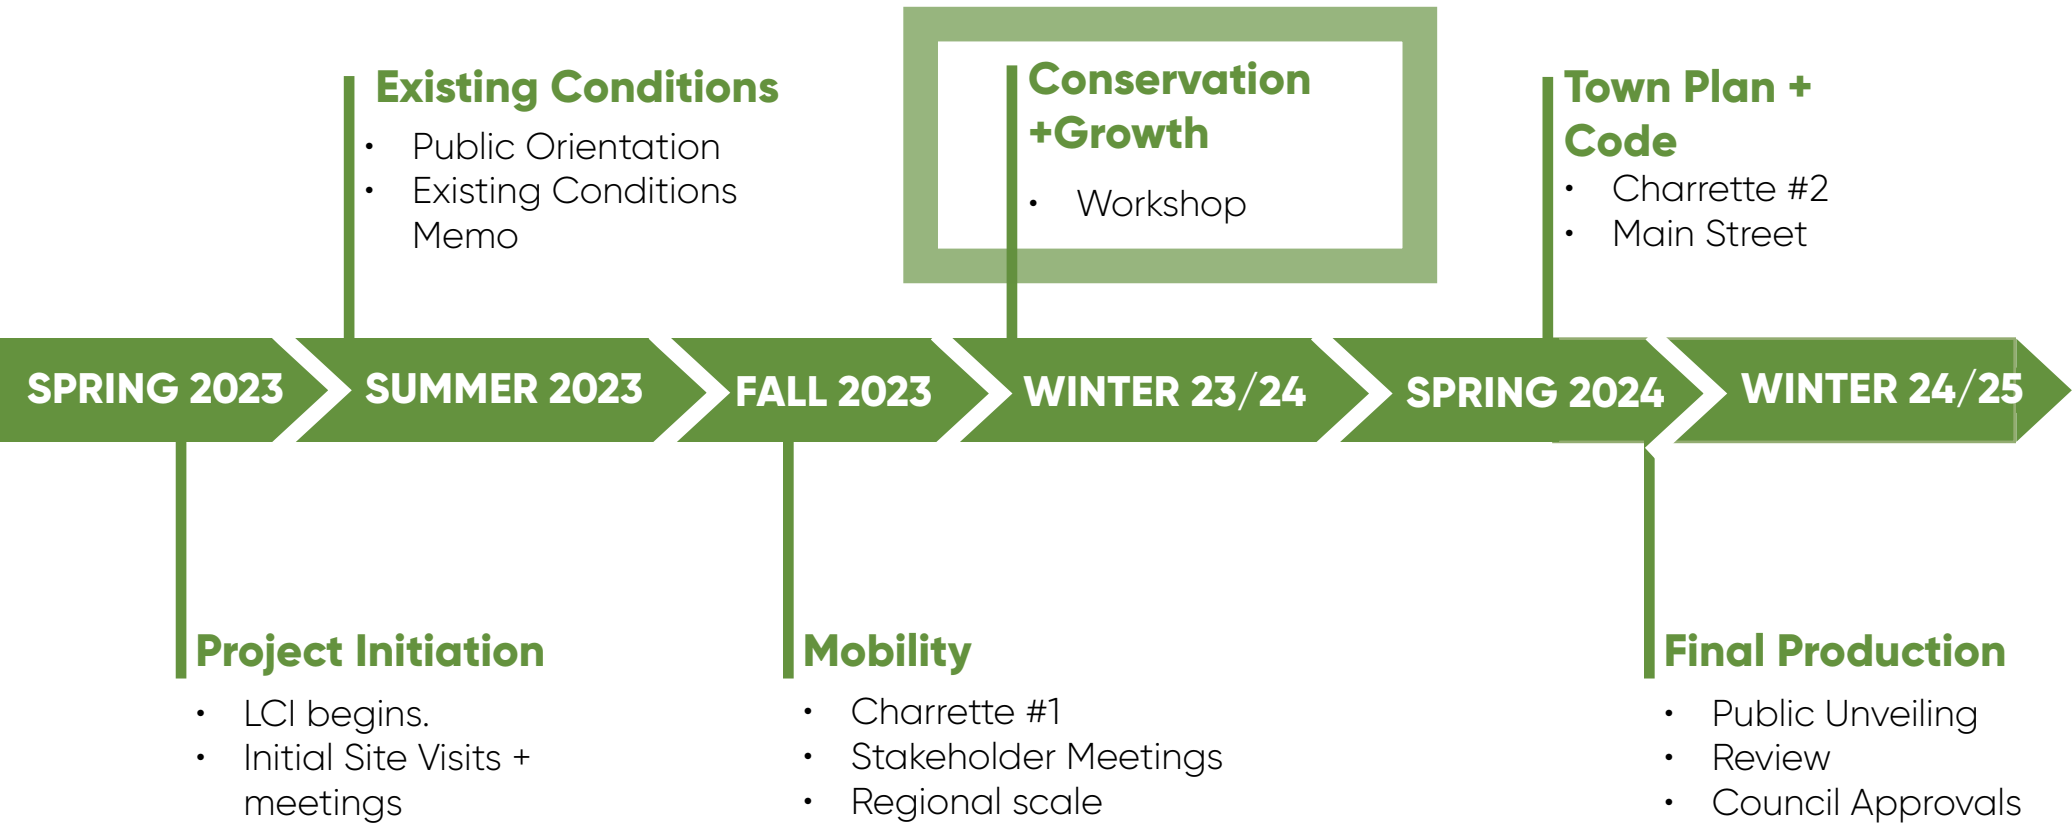 Existing Conditions
• Public Orientation
• Existing Conditions
Memo
Conservation
+Growth
• Workshop
Town Plan +
Code
• Charrette #2
• Main Street
SPRING 2023
SUMMER 2023
FALL 2023
WINTER 23/24
SPRING 2024
WINTER 24/25
Project Initiation
• LCI begins.
• Initial Site Visits +
meetings
Mobility
• Charrette #1
• Stakeholder Meetings
• Regional scale
Final Production
• Public Unveiling
• Review
• Council Approvals